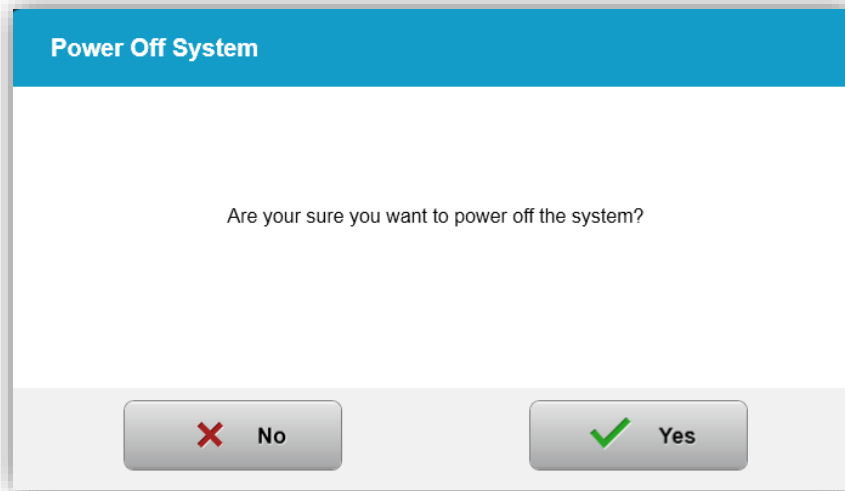 Power Off System
Are your sure you want to power off the system?
No
Yes